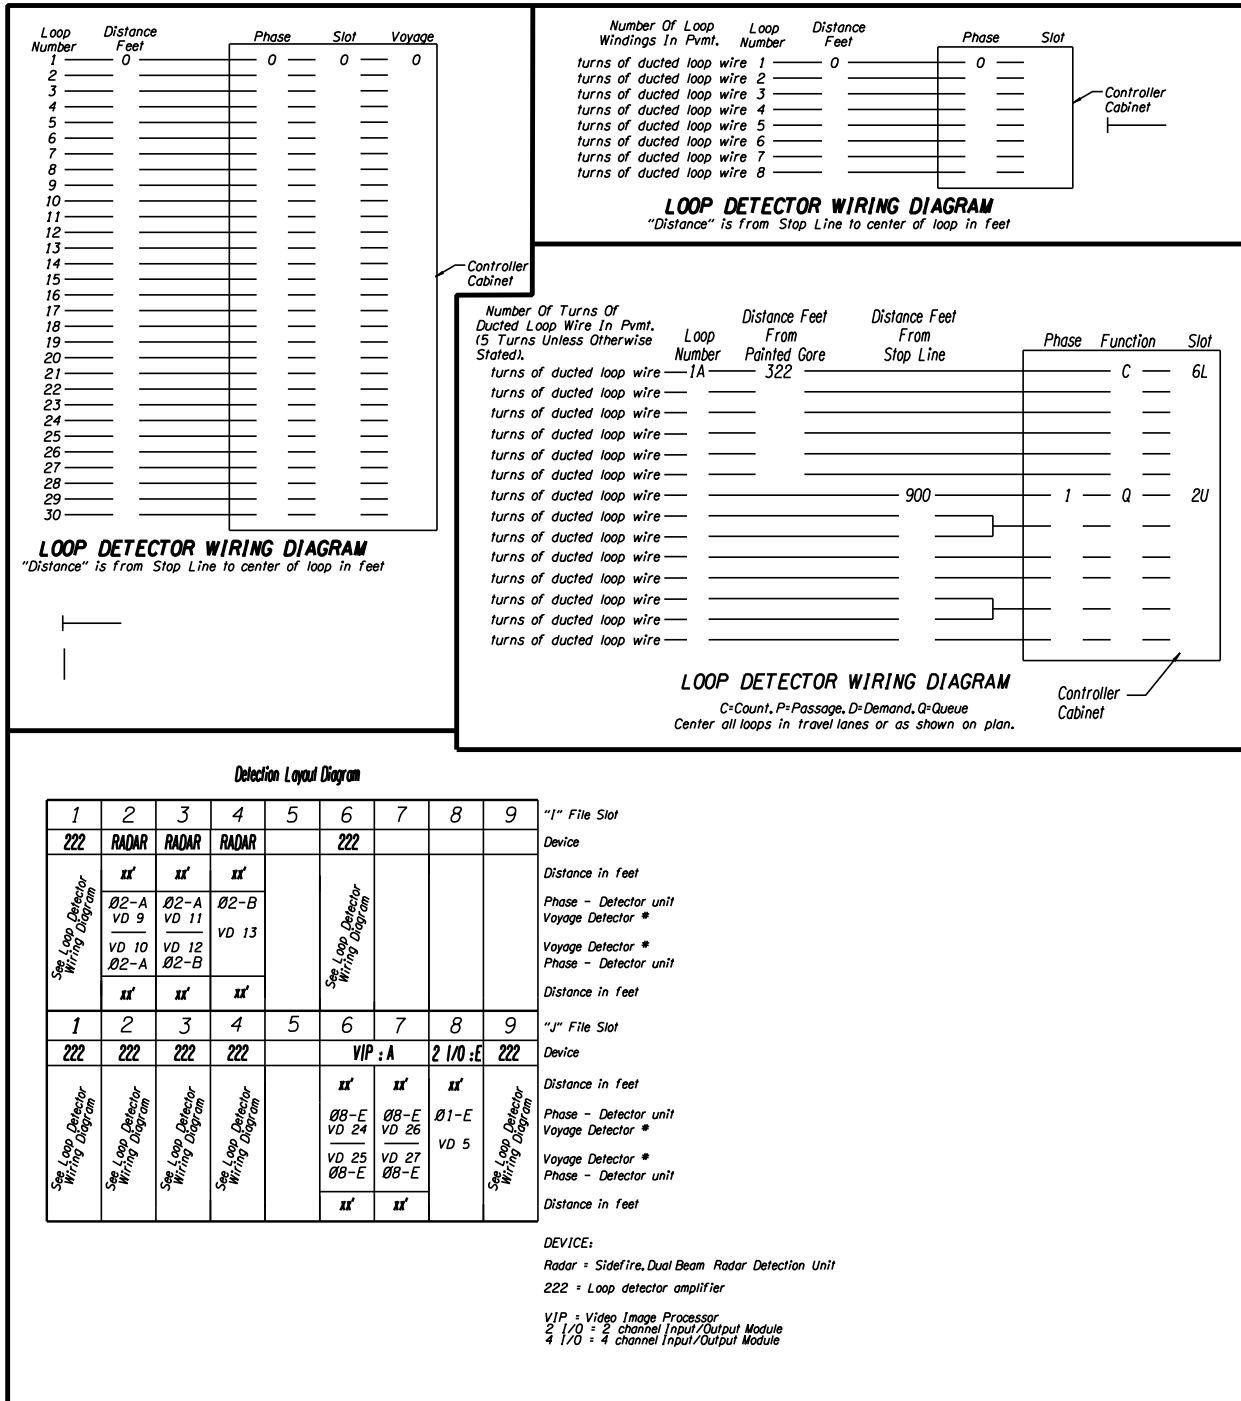 Loop Number Distance Feet Phase Slot Voyage
1 0 0 0 0
2
3
4
5
6
7
8
9
10
11
12
13
14
15
16
17
18
19
20
21
22
23
24
25
26
27
28
29
30
Controller
Cabinet
LOOP DETECTOR WIRING DIAGRAM
"Distance" is from Stop Line to center of loop in feet
Number Of Loop Windings In Pvmt. Loop Number Distance Feet Phase Slot
turns of ducted loop wire 1 0 0
turns of ducted loop wire 2
turns of ducted loop wire 3
turns of ducted loop wire 4
turns of ducted loop wire 5
turns of ducted loop wire 6
turns of ducted loop wire 7
turns of ducted loop wire 8
Controller
Cabinet
LOOP DETECTOR WIRING DIAGRAM
"Distance" is from Stop Line to center of loop in feet
Number Of Turns Of
Ducted Loop Wire In Pvmt.
(5 Turns Unless Otherwise
Stated).
Loop Number Distance Feet From Painted Gore Distance Feet From Stop Line Phase Function Slot
turns of ducted loop wire 1A 322 C 6L
turns of ducted loop wire
turns of ducted loop wire
turns of ducted loop wire
turns of ducted loop wire
turns of ducted loop wire
turns of ducted loop wire 900 1 Q 2U
turns of ducted loop wire
turns of ducted loop wire
turns of ducted loop wire
turns of ducted loop wire
turns of ducted loop wire
turns of ducted loop wire
turns of ducted loop wire
LOOP DETECTOR WIRING DIAGRAM
C=Count, P=Passage, D=Demand, Q=Queue
Center all loops in travel lanes or as shown on plan.
Controller
Cabinet
Detection Layout Diagram
1 2 3 4 5 6 7 8 9 "I" File Slot
222 RADAR RADAR RADAR 222 Device
xx' xx' xx' Distance in feet
See Loop Detector Wiring Diagram
See Loop Detector Wiring Diagram
Ø2-A Ø2-A Ø2-B Phase - Detector unit
VD 9 VD 11 VD 13 Voyage Detector *
VD 10 VD 12 Voyage Detector *
Ø2-A Ø2-B Phase - Detector unit
xx' xx' xx' Distance in feet
1 2 3 4 5 6 7 8 9 "J" File Slot
222 222 222 222 VIP : A 2 I/O :E 222 Device
xx' xx' xx' Distance in feet
See Loop Detector Wiring Diagram
See Loop Detector Wiring Diagram
See Loop Detector Wiring Diagram
See Loop Detector Wiring Diagram
See Loop Detector Wiring Diagram
Ø8-E Ø8-E Ø1-E Phase - Detector unit
VD 24 VD 26 VD 5 Voyage Detector *
VD 25 VD 27 Voyage Detector *
Ø8-E Ø8-E Phase - Detector unit
xx' xx' Distance in feet
DEVICE:
Radar = Sidefire, Dual Beam Radar Detection Unit
222 = Loop detector amplifier
VIP = Video Image Processor
2 I/O = 2 channel Input/Output Module
4 I/O = 4 channel Input/Output Module